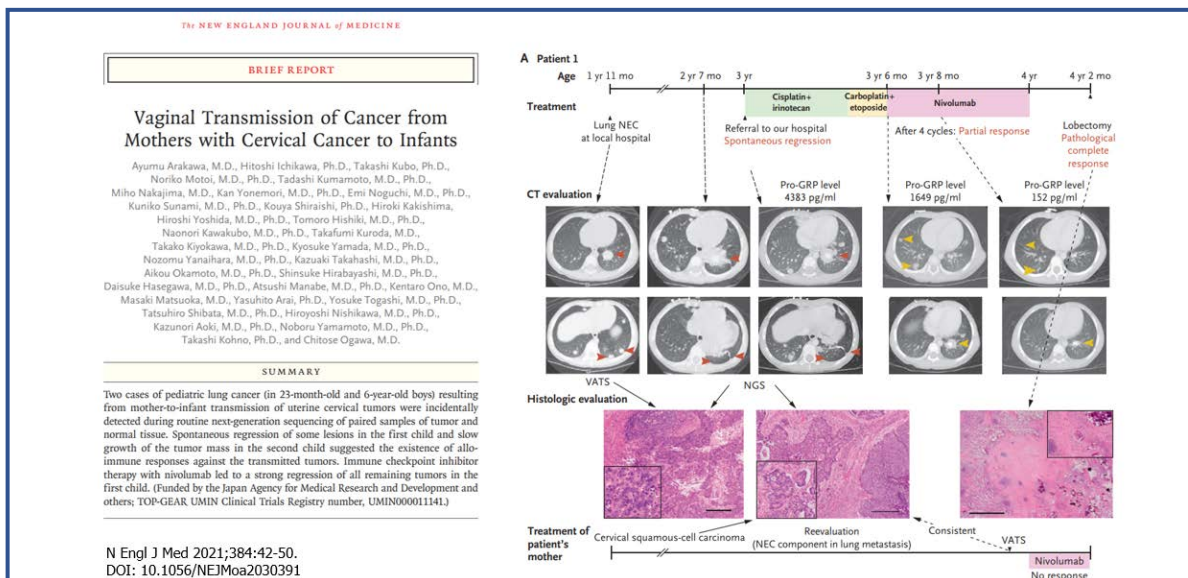 The NEW ENGLAND JOURNAL of MEDICINE
BRIEF REPORT
Vaginal Transmission of Cancer from
Mothers with Cervical Cancer to Infants
Ayumu Arakawa, M.D., Hitoshi Ichikawa, Ph.D., Takashi Kubo, Ph.D.,
Noriko Motoi, M.D., Ph.D., Tadashi Kumamoto, M.D., Ph.D.,
Miho Nakajima, M.D., Kan Yonemori, M.D., Ph.D., Emi Noguchi, M.D., Ph.D.,
Kuniko Sunami, M.D., Ph.D., Kouya Shiraishi, Ph.D., Hiroki Kakishima,
Hiroshi Yoshida, M.D., Ph.D., Tomoro Hishiki, M.D., Ph.D.,
Naonori Kawakubo, M.D., Ph.D., Takafumi Kuroda, M.D.,
Takako Kiyokawa, M.D., Ph.D., Kyosuke Yamada, M.D., Ph.D.,
Nozomu Yanaihara, M.D., Ph.D., Kazuaki Takahashi, M.D., Ph.D.,
Aikou Okamoto, M.D., Ph.D., Shinsuke Hirabayashi, M.D., Ph.D.,
Daisuke Hasegawa, M.D., Ph.D., Atsushi Manabe, M.D., Ph.D., Kentaro Ono, M.D.,
Masaki Matsuoka, M.D., Yasuhito Arai, Ph.D., Yosuke Togashi, M.D., Ph.D.,
Tatsuhiro Shibata, M.D., Ph.D., Hiroyoshi Nishikawa, M.D., Ph.D.,
Kazunori Aoki, M.D., Ph.D., Noboru Yamamoto, M.D., Ph.D.,
Takashi Kohno, Ph.D., and Chitose Ogawa, M.D.
SUMMARY
Two cases of pediatric lung cancer (in 23-month-old and 6-year-old boys) resulting
from mother-to-infant transmission of uterine cervical tumors were incidentally
detected during routine next-generation sequencing of paired samples of tumor and
normal tissue. Spontaneous regression of some lesions in the first child and slow
growth of the tumor mass in the second child suggested the existence of allo-
immune responses against the transmitted tumors. Immune checkpoint inhibitor
therapy with nivolumab led to a strong regression of all remaining tumors in the
first child. (Funded by the Japan Agency for Medical Research and Development and
others; TOP-GEAR UMIN Clinical Trials Registry number, UMIN000011141.)
N Engl J Med 2021;384:42-50.
DOI: 10.1056/NEJMoa2030391
A Patient 1
Age 1 yr 11 mo 2 yr 7 mo 3 yr 3 yr 6 mo 3 yr 8 mo 4 yr 4 yr 2 mo
Treatment
Cisplatin+
irinotecan
Carboplatin+
etoposide
Nivolumab
Lung NEC
at local hospital
Referral to our hospital
Spontaneous regression
After 4 cycles: Partial response
Lobectomy
Pathological
complete
response
CT evaluation
Pro-GRP level
4383 pg/ml
Pro-GRP level
1649 pg/ml
Pro-GRP level
152 pg/ml
VATS
NGS
Histologic evaluation
Treatment of
patient's
mother
Cervical squamous-cell carcinoma
Reevaluation
(NEC component in lung metastasis)
Consistent
VATS
Nivolumab
No response